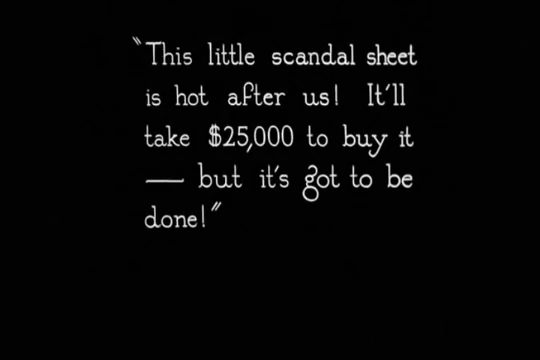 "This little scandal sheet
is hot after us! It'll
take $25,000 to buy it
— but it's got to be
done!"